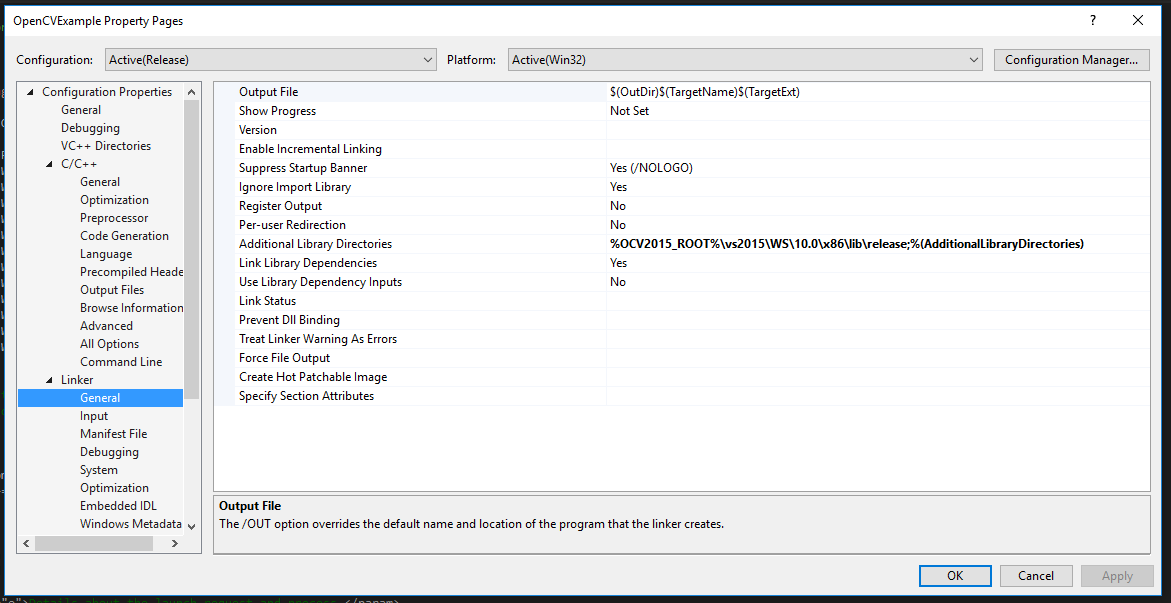 OpenCVExample Property Pages
?
Configuration: Active(Release) Platform: Active(Win32) Configuration Manager...
Configuration Properties
General
Debugging
VC++ Directories
C/C++
General
Optimization
Preprocessor
Code Generation
Language
Precompiled Heade
Output Files
Browse Information
Advanced
All Options
Command Line
Linker
General
Input
Manifest File
Debugging
System
Optimization
Embedded IDL
Windows Metadata
Output File $(OutDir)$(TargetName)$(TargetExt)
Show Progress Not Set
Version
Enable Incremental Linking
Suppress Startup Banner Yes (/NOLOGO)
Ignore Import Library Yes
Register Output No
Per-user Redirection No
Additional Library Directories %OCV2015_ROOT%\vs2015\WS\10.0\x86\lib\release;%(AdditionalLibraryDirectories)
Link Library Dependencies Yes
Use Library Dependency Inputs No
Link Status
Prevent Dll Binding
Treat Linker Warning As Errors
Force File Output
Create Hot Patchable Image
Specify Section Attributes
Output File
The /OUT option overrides the default name and location of the program that the linker creates.
OK Cancel Apply